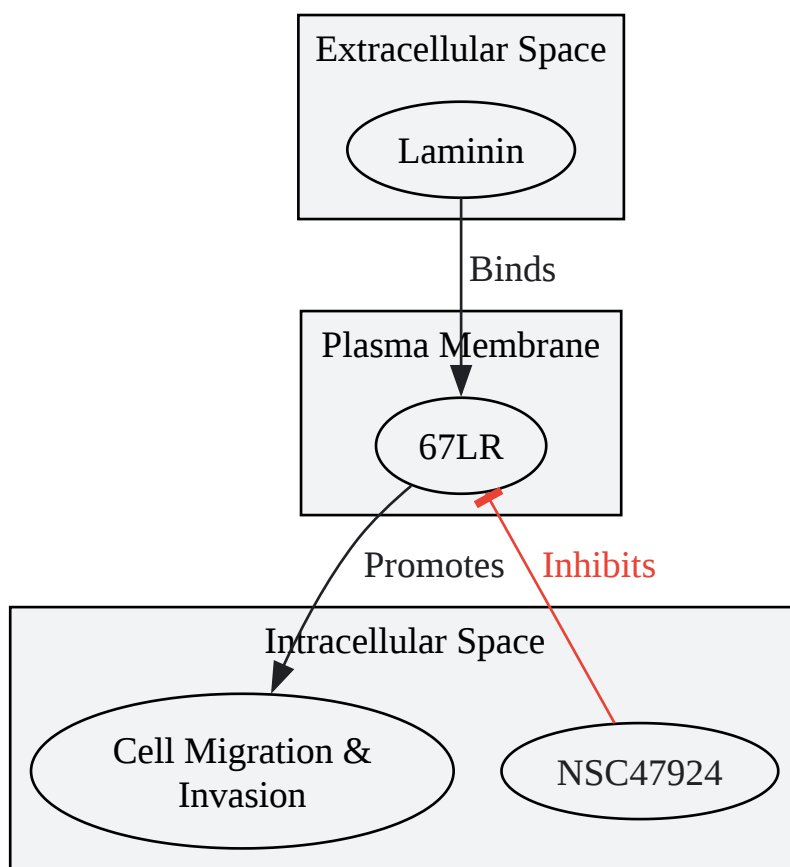 Extracellular Space
Laminin
Binds
Plasma Membrane
67LR
Promotes
Inhibits
Intracellular Space
Cell Migration &
Invasion
NSC47924